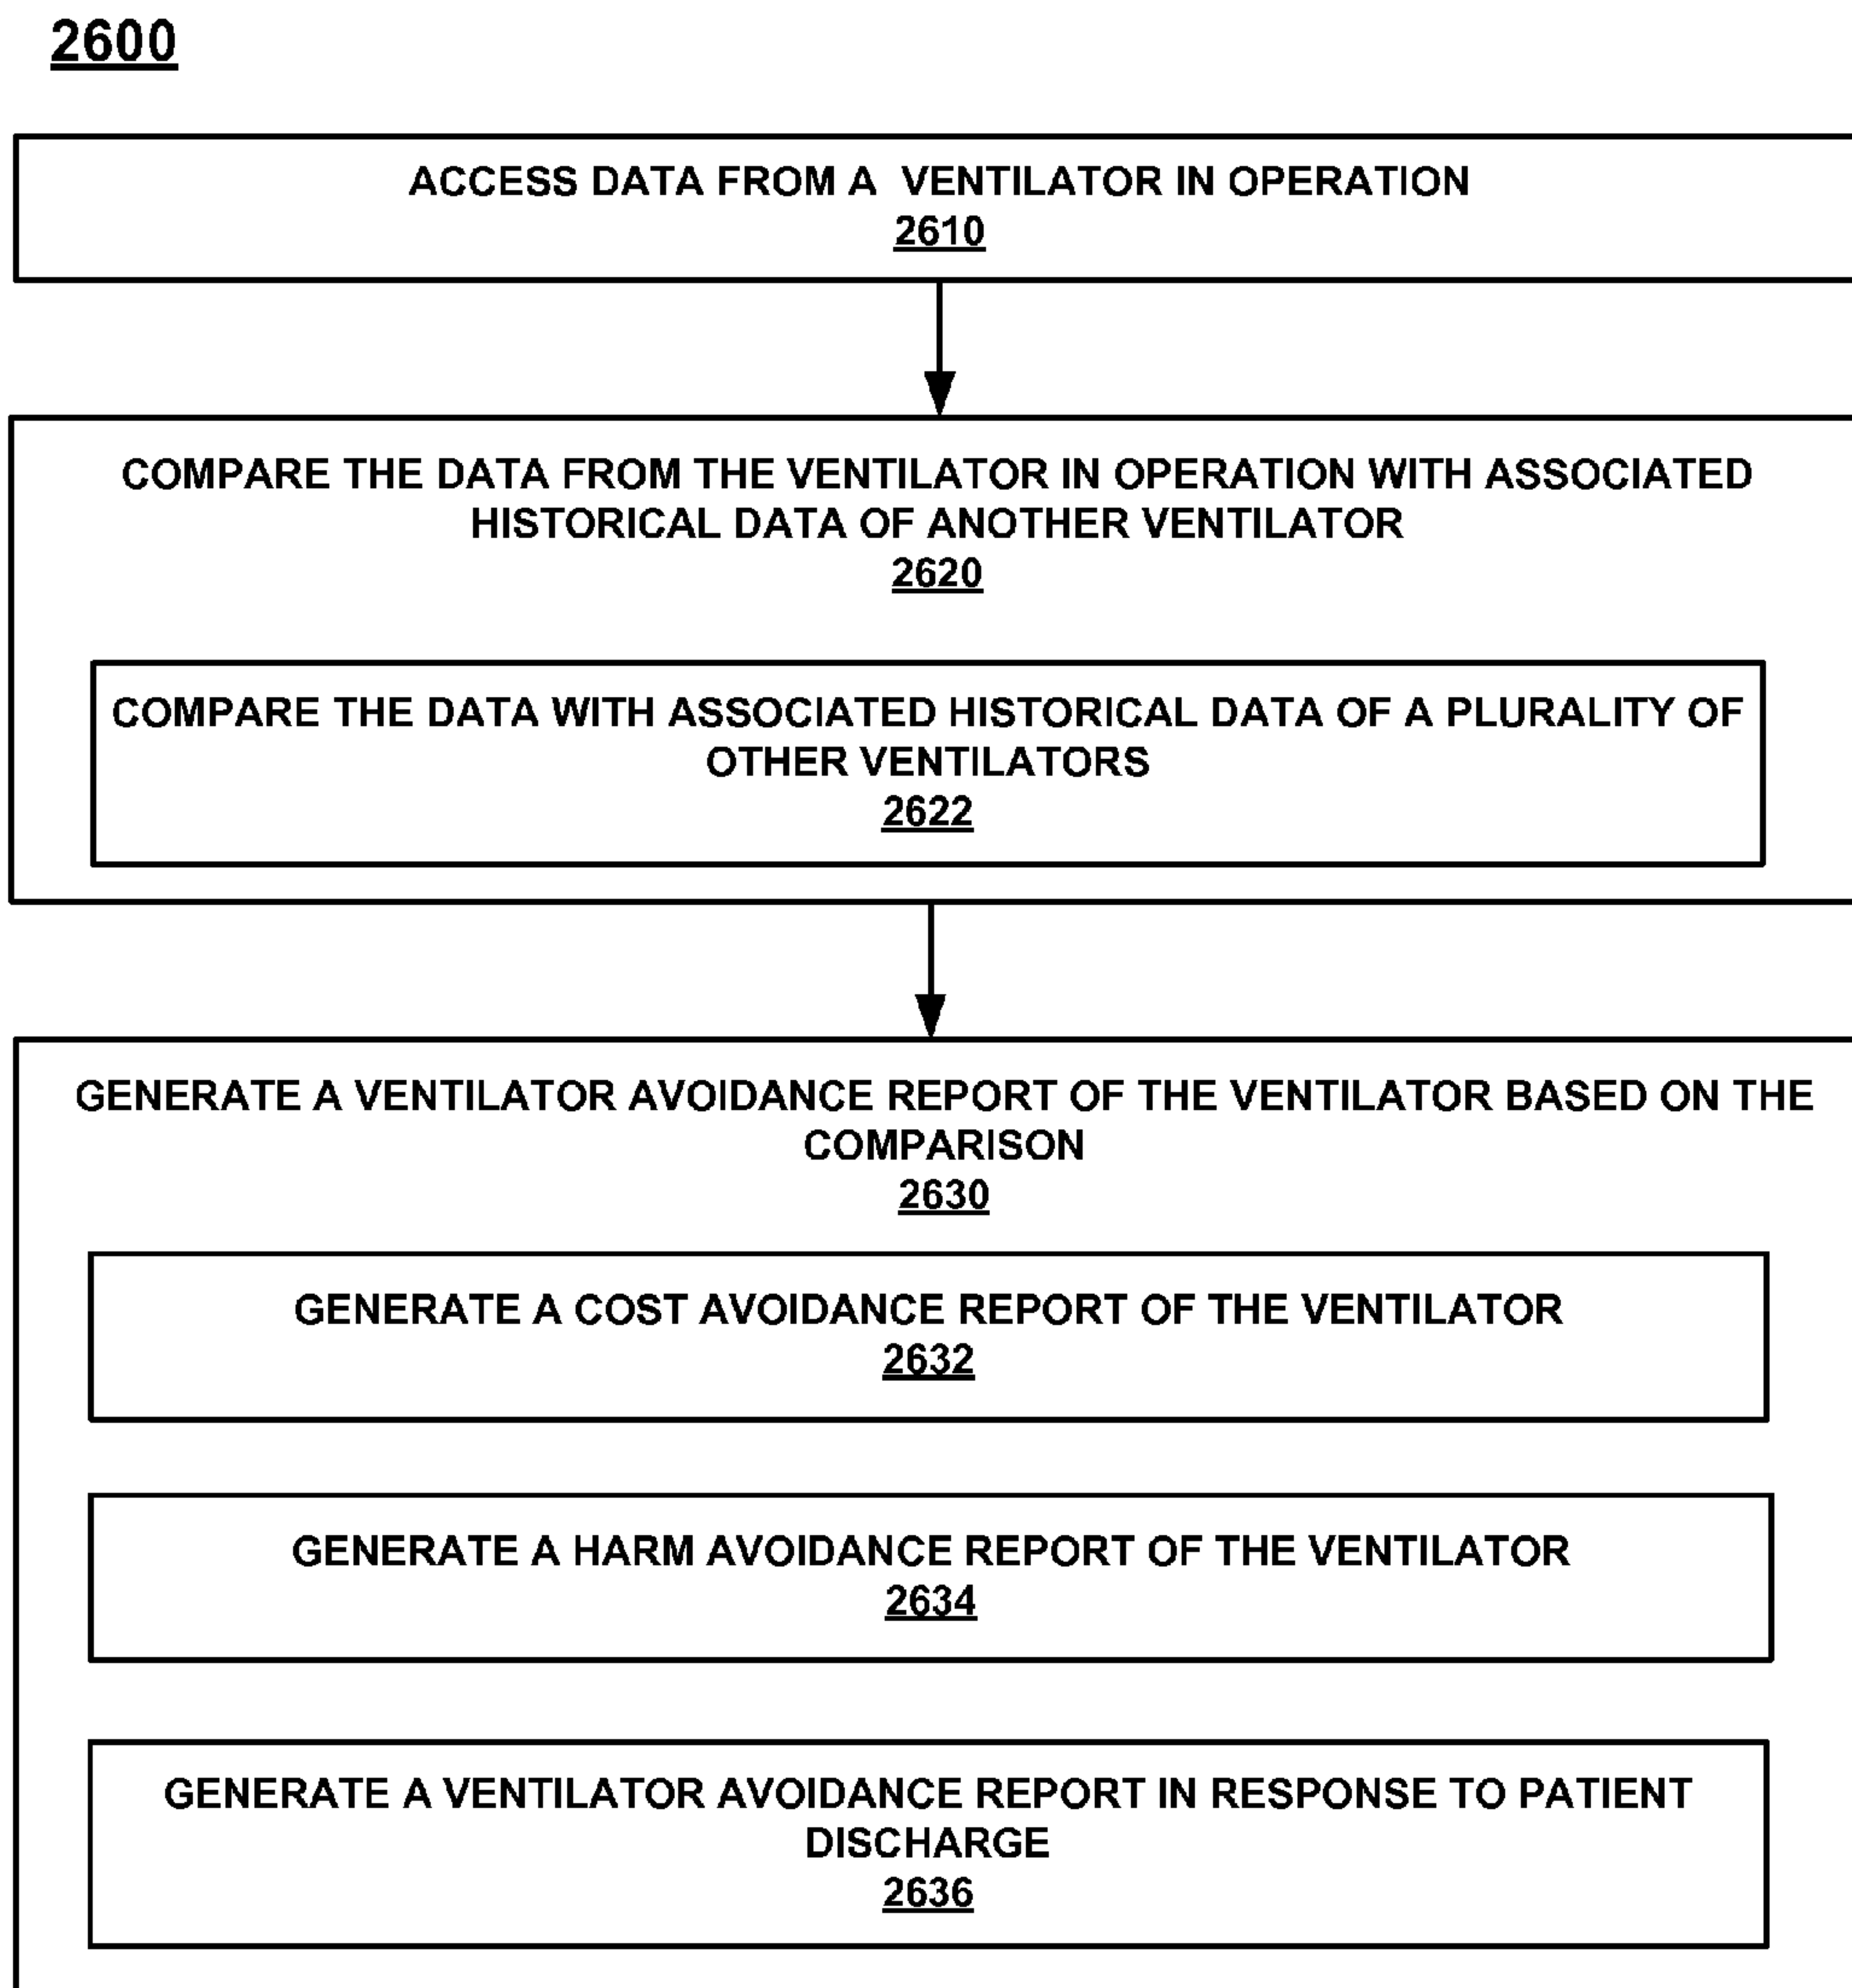 2600
ACCESS DATA FROM A VENTILATOR IN OPERATION
2610
COMPARE THE DATA FROM THE VENTILATOR IN OPERATION WITH ASSOCIATED
HISTORICAL DATA OF ANOTHER VENTILATOR
2620
COMPARE THE DATA WITH ASSOCIATED HISTORICAL DATA OF A PLURALITY OF
OTHER VENTILATORS
2622
GENERATE A VENTILATOR AVOIDANCE REPORT OF THE VENTILATOR BASED ON THE
COMPARISON
2630
GENERATE A COST AVOIDANCE REPORT OF THE VENTILATOR
2632
GENERATE A HARM AVOIDANCE REPORT OF THE VENTILATOR
2634
GENERATE A VENTILATOR AVOIDANCE REPORT IN RESPONSE TO PATIENT
DISCHARGE
2636